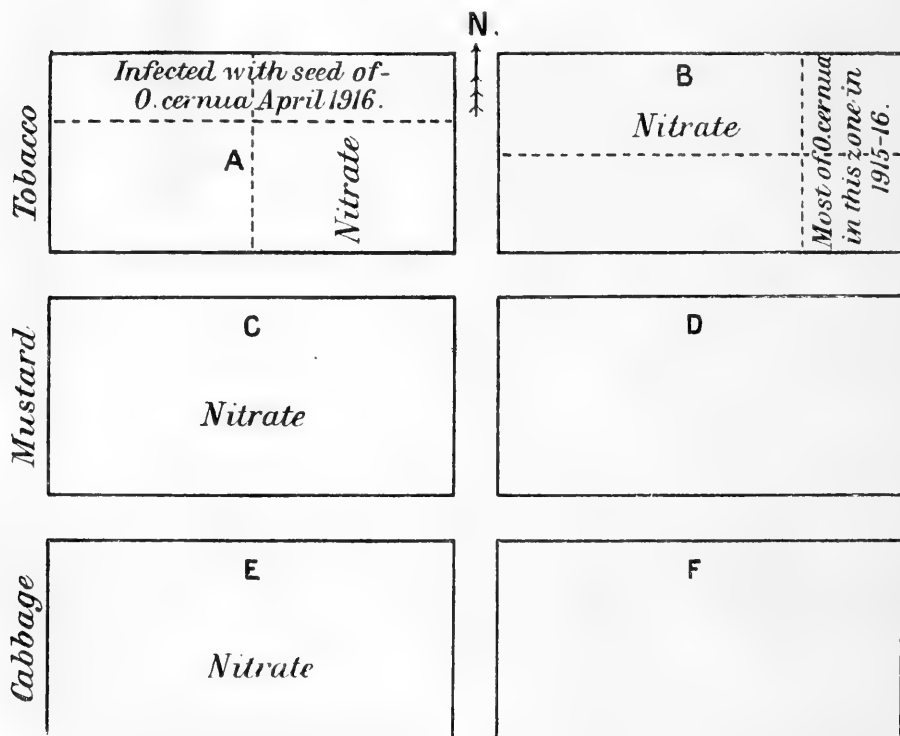 N.
Tobacco
Infected with seed of-
O. cernua April 1916.
A
Nitrate
B
Nitrate
Most of O. cernua
in this zone in
1915-16.
Mustard
C
Nitrate
D
Cabbage
E
Nitrate
F